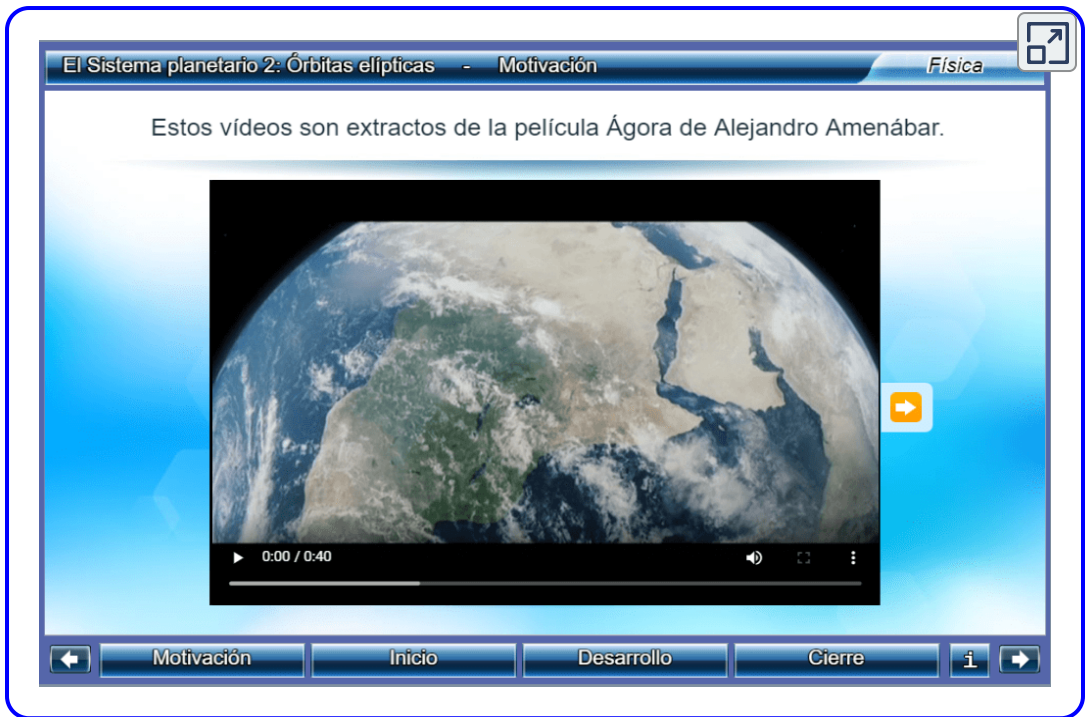 El Sistema planetario 2: Órbitas elípticas - Motivación
Física
Estos vídeos son extractos de la película Ágora de Alejandro Amenábar.
0:00 / 0:40
Motivación
Inicio
Desarrollo
Cierre
i